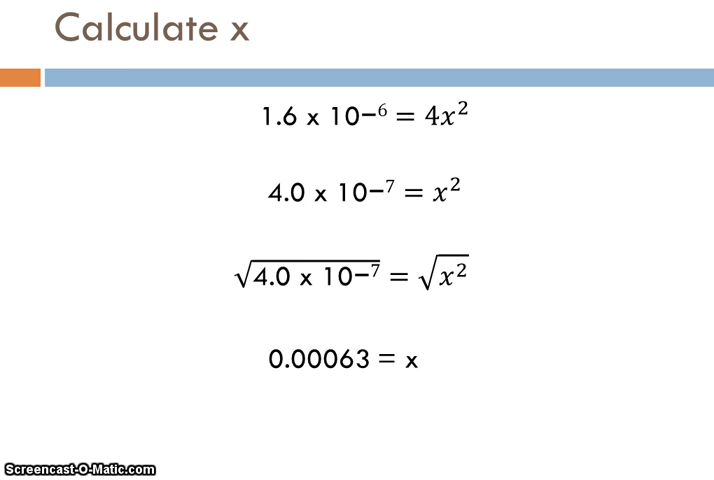 Calculate x
1.6 x 10−⁶ = 4x²
4.0 x 10−⁷ = x²
√4.0 x 10−⁷ = √x²
0.00063 = x
Screencast-O-Matic.com